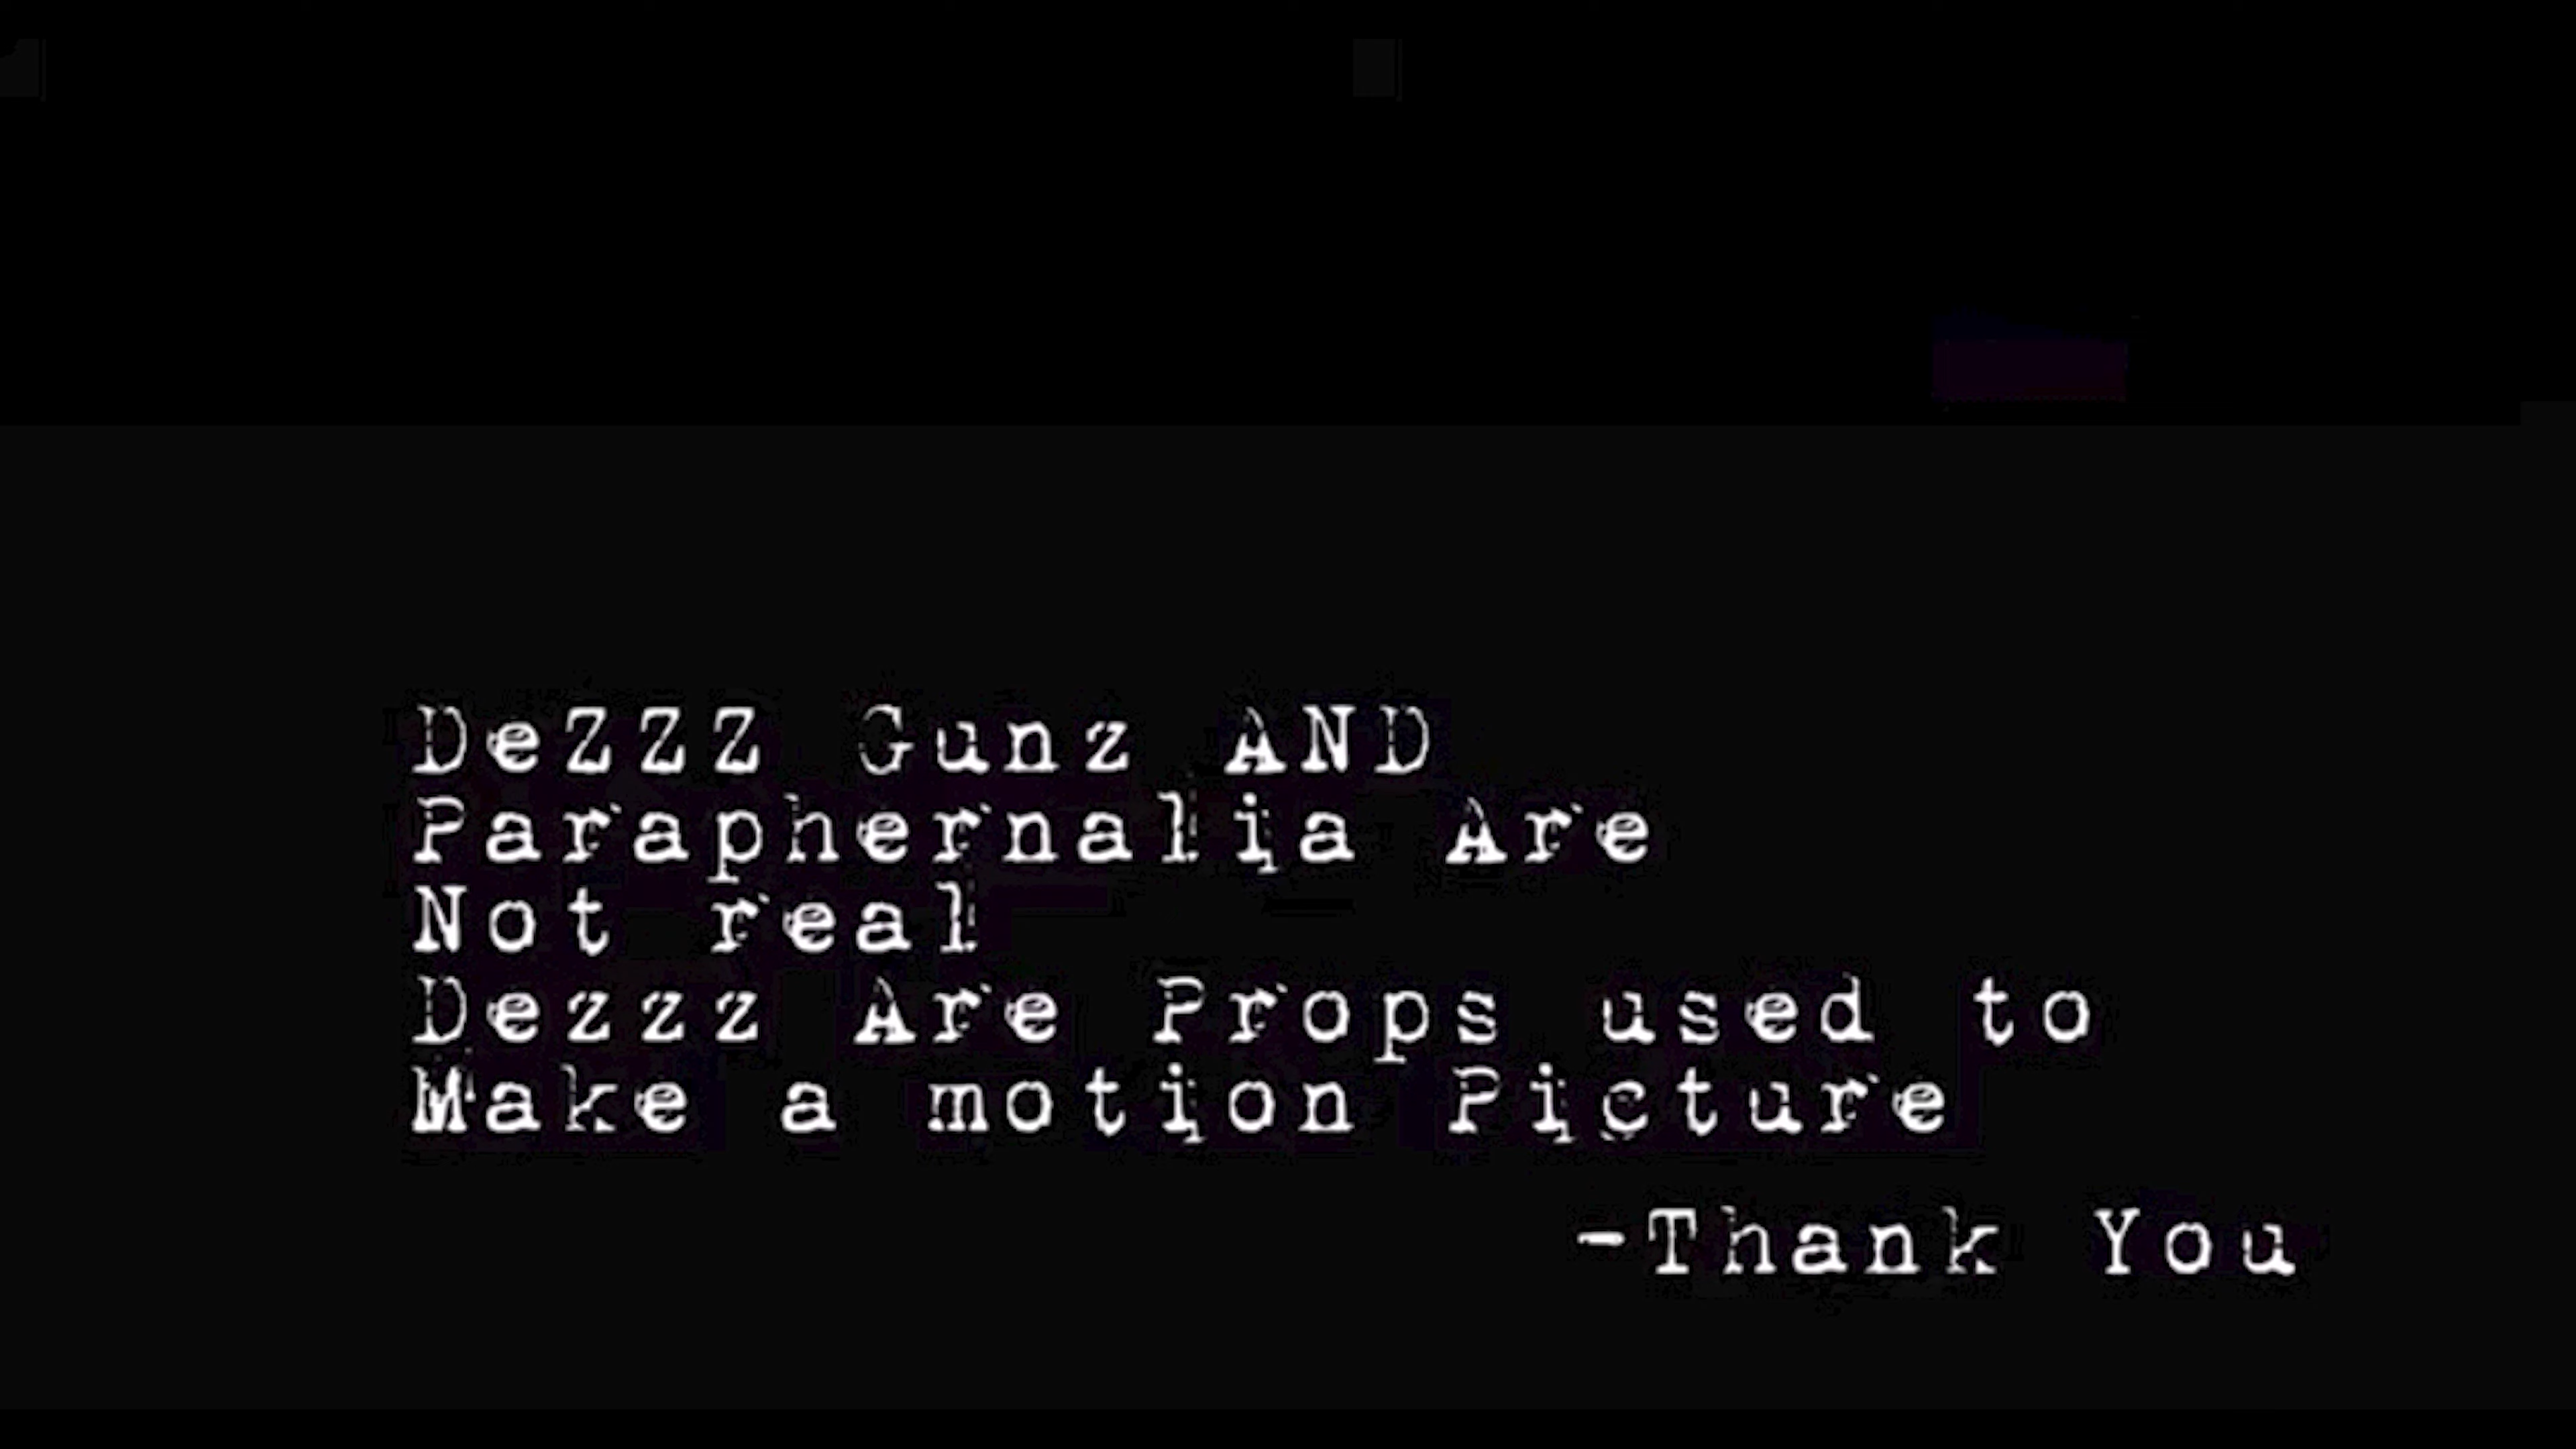 DeZZZ Gunz AND
Paraphernalia Are
Not real
Dezzz Are Props used to
Make a motion Picture
-Thank You